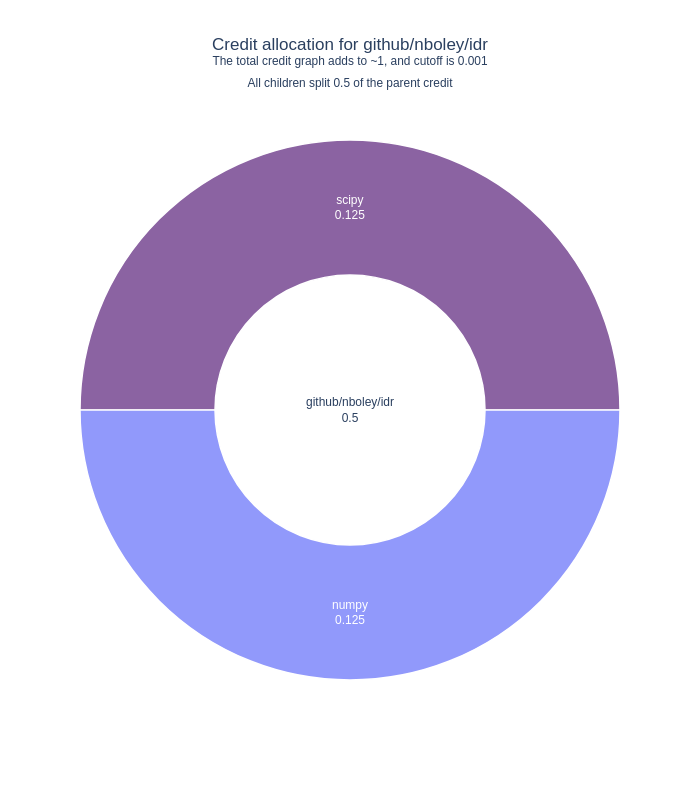 Credit allocation for github/nboley/idr
The total credit graph adds to ~1, and cutoff is 0.001
All children split 0.5 of the parent credit
scipy
0.125
github/nboley/idr
0.5
numpy
0.125